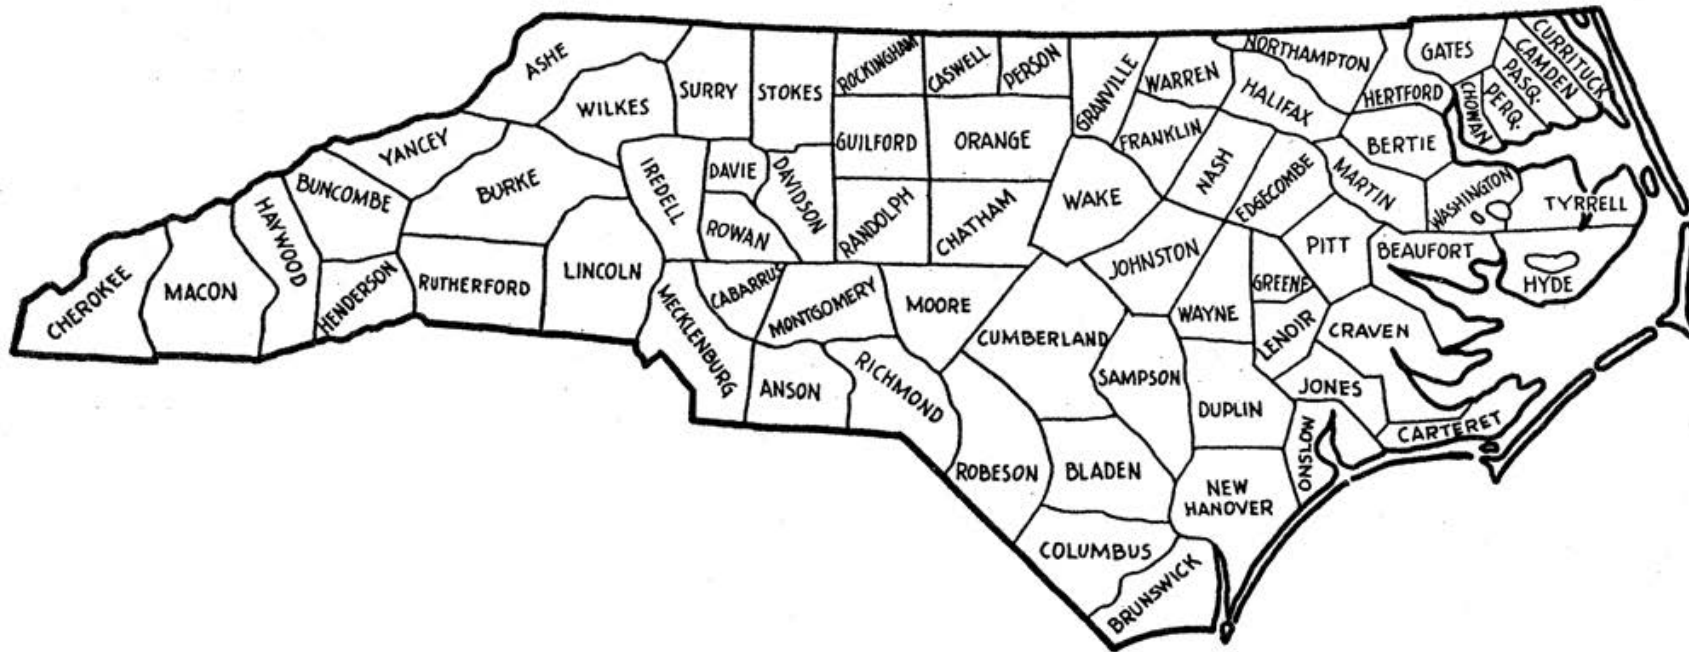 ASHE
WILKES
SURRY
STOKES
ROCKINGHAM
CASWELL
PERSON
GRANVILLE
WARREN
NORTHAMPTON
GATES
CURRITUCK
CAMDEN
PASQ.
PERQ.
CHOWAN
HERTFORD
HALIFAX
FRANKLIN
BERTIE
YANCEY
BUNCOMBE
BURKE
IREDELL
DAVIE
DAVIDSON
GUILFORD
ORANGE
NASH
EDGECOMBE
MARTIN
WASHINGTON
TYRRELL
HAYWOOD
ROWAN
RANDOLPH
CHATHAM
WAKE
JOHNSTON
PITT
BEAUFORT
HYDE
CHEROKEE
MACON
HENDERSON
RUTHERFORD
LINCOLN
MECKLENBURG
CABARRUS
MONTGOMERY
MOORE
CUMBERLAND
WAYNE
GREENE
LENOIR
CRAVEN
ANSON
RICHMOND
SAMPSON
DUPLIN
JONES
ONSLOW
CARTERET
ROBESON
BLADEN
NEW
HANOVER
COLUMBUS
BRUNSWICK